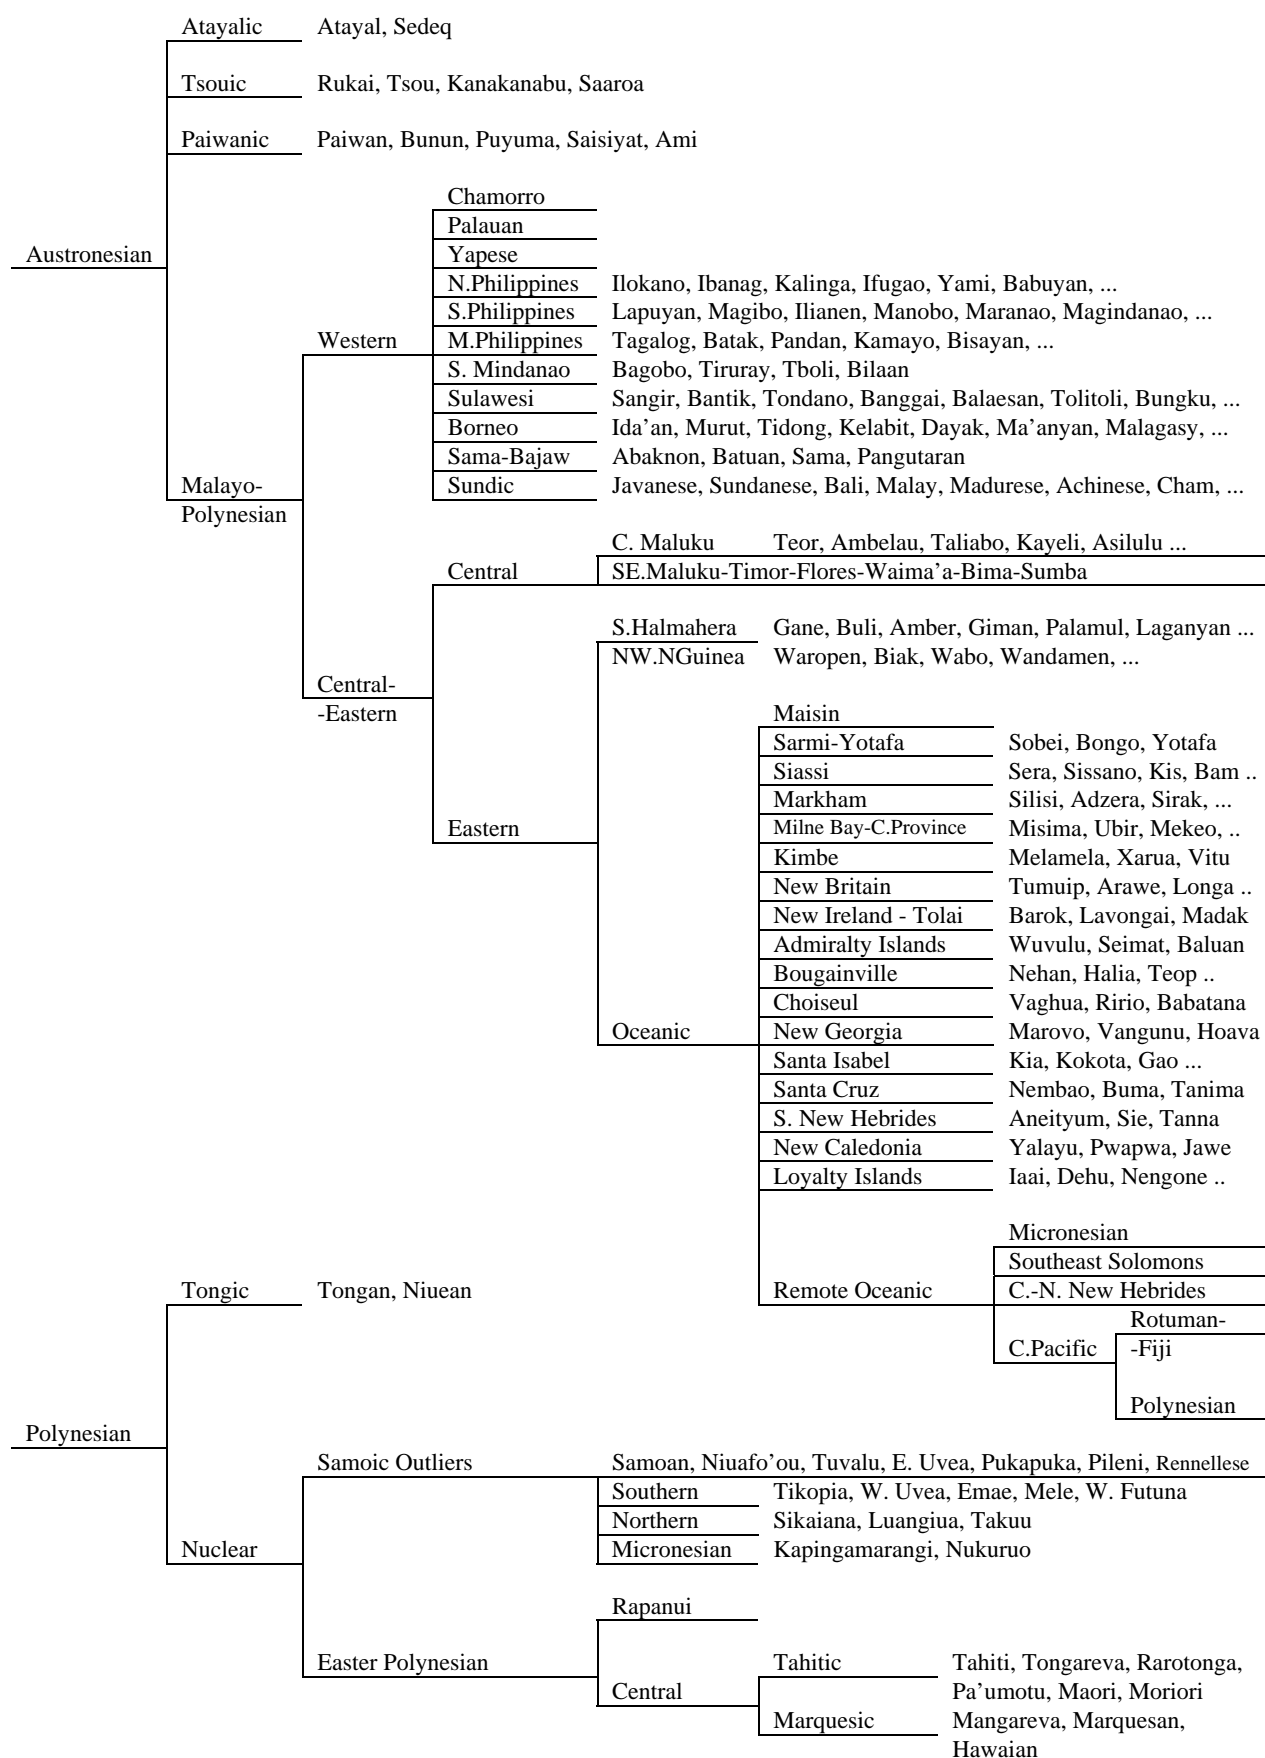 Atayalic Atayal, Sedeq
Tsouic Rukai, Tsou, Kanakanabu, Saaroa
Paiwanic Paiwan, Bunun, Puyuma, Saisiyat, Ami
Chamorro
Palauan
Austronesian Yapese
N.Philippines Ilokano, Ibanag, Kalinga, Ifugao, Yami, Babuyan, ...
S.Philippines Lapuyan, Magibo, Ilianen, Manobo, Maranao, Magindanao, ...
Western M.Philippines Tagalog, Batak, Pandan, Kamayo, Bisayan, ...
S. Mindanao Bagobo, Tiruray, Tboli, Bilaan
Sulawesi Sangir, Bantik, Tondano, Banggai, Balaesan, Tolitoli, Bungku, ...
Borneo Ida'an, Murut, Tidong, Kelabit, Dayak, Ma'anyan, Malagasy, ...
Sama-Bajaw Abaknon, Batuan, Sama, Pangutaran
Malayo- Sundic Javanese, Sundanese, Bali, Malay, Madurese, Achinese, Cham, ...
Polynesian
C. Maluku Teor, Ambelau, Taliabo, Kayeli, Asilulu ...
Central SE.Maluku-Timor-Flores-Waima'a-Bima-Sumba
S.Halmahera Gane, Buli, Amber, Giman, Palamul, Laganyan ...
NW.NGuinea Waropen, Biak, Wabo, Wandamen, ...
Central-
-Eastern Maisin
Sarmi-Yotafa Sobei, Bongo, Yotafa
Siassi Sera, Sissano, Kis, Bam ..
Markham Silisi, Adzera, Sirak, ...
Eastern Milne Bay-C.Province Misima, Ubir, Mekeo, ..
Kimbe Melamela, Xarua, Vitu
New Britain Tumuip, Arawe, Longa ..
New Ireland - Tolai Barok, Lavongai, Madak
Admiralty Islands Wuvulu, Seimat, Baluan
Bougainville Nehan, Halia, Teop ..
Choiseul Vaghua, Ririo, Babatana
Oceanic New Georgia Marovo, Vangunu, Hoava
Santa Isabel Kia, Kokota, Gao ...
Santa Cruz Nembao, Buma, Tanima
S. New Hebrides Aneityum, Sie, Tanna
New Caledonia Yalayu, Pwapwa, Jawe
Loyalty Islands Iaai, Dehu, Nengone ..
Micronesian
Southeast Solomons
Tongic Tongan, Niuean Remote Oceanic C.-N. New Hebrides
Rotuman-
C.Pacific -Fiji
Polynesian
Polynesian
Samoic Outliers Samoan, Niuafo'ou, Tuvalu, E. Uvea, Pukapuka, Pileni, Rennellese
Southern Tikopia, W. Uvea, Emae, Mele, W. Futuna
Northern Sikaiana, Luangiua, Takuu
Nuclear Micronesian Kapingamarangi, Nukuruo
Rapanui
Easter Polynesian Tahitic Tahiti, Tongareva, Rarotonga,
Central Pa'umotu, Maori, Moriori
Marquesic Mangareva, Marquesan,
Hawaian